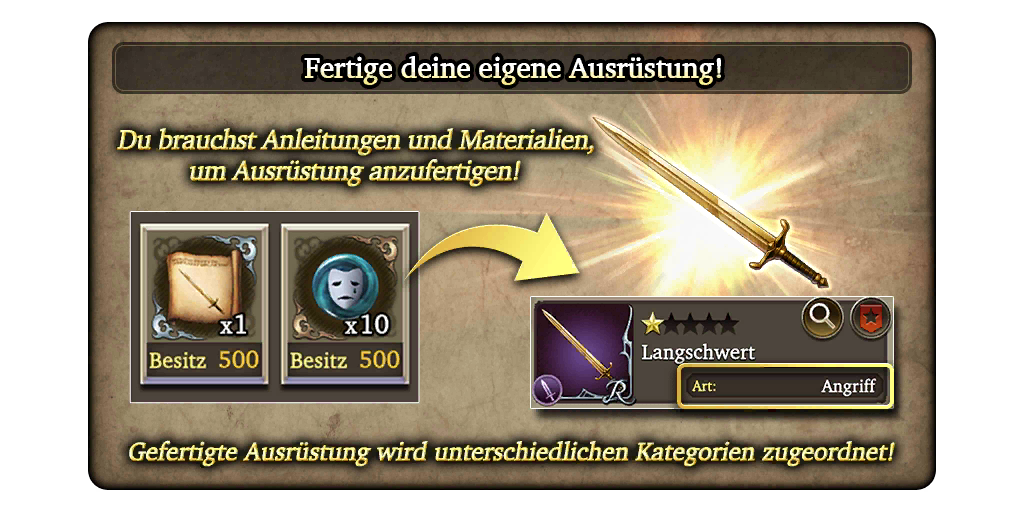 Fertige deine eigene Ausrüstung!
Du brauchst Anleitungen und Materialien,
um Ausrüstung anzufertigen!
x1
x10
Besitz 500
Besitz 500
Langschwert
R
Art: Angriff
Gefertigte Ausrüstung wird unterschiedlichen Kategorien zugeordnet!